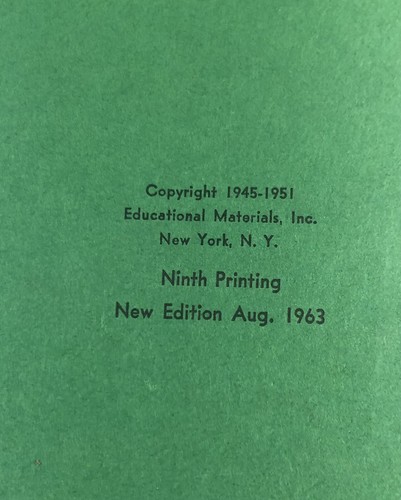 Copyright 1945-1951
Educational Materials, Inc.
New York, N. Y.
Ninth Printing
New Edition Aug. 1963